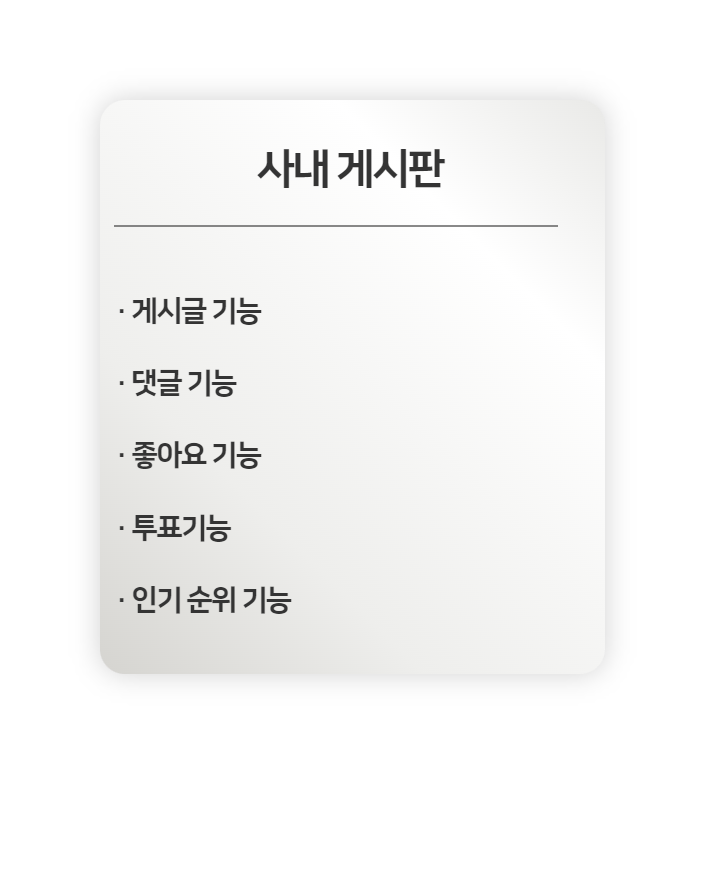 사내 게시판
· 게시글 기능
· 댓글 기능
· 좋아요 기능
· 투표기능
· 인기 순위 기능